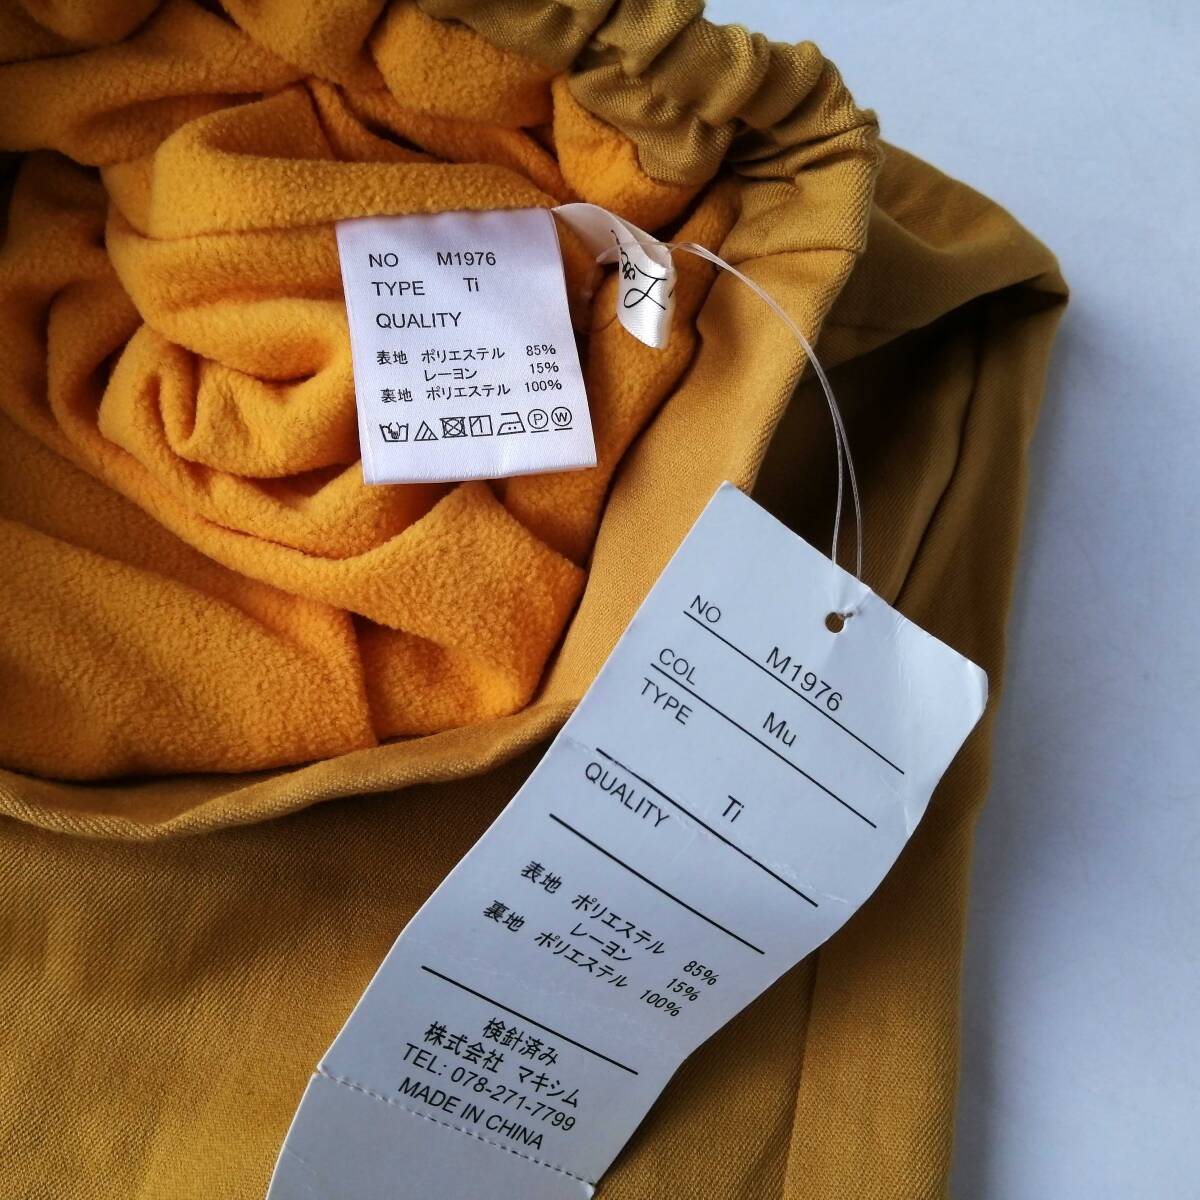 NO M1976
TYPE Ti
QUALITY
表地 ポリエステル 85%
レーヨン 15%
裏地 ポリエステル 100%
P W
NO M1976
COL Mu
TYPE Ti
QUALITY
表地 ポリエステル 85%
レーヨン 15%
裏地 ポリエステル 100%
検針済み
株式会社 マキシム
TEL: 078-271-7799
MADE IN CHINA